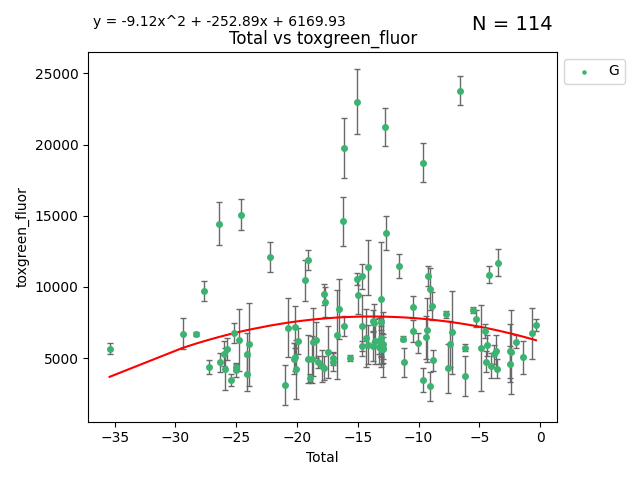 y = -9.12x^2 + -252.89x + 6169.93
N = 114
Total vs toxgreen_fluor
G
25000
20000
15000
10000
5000
toxgreen_fluor
−35 −30 −25 −20 −15 −10 −5 0
Total